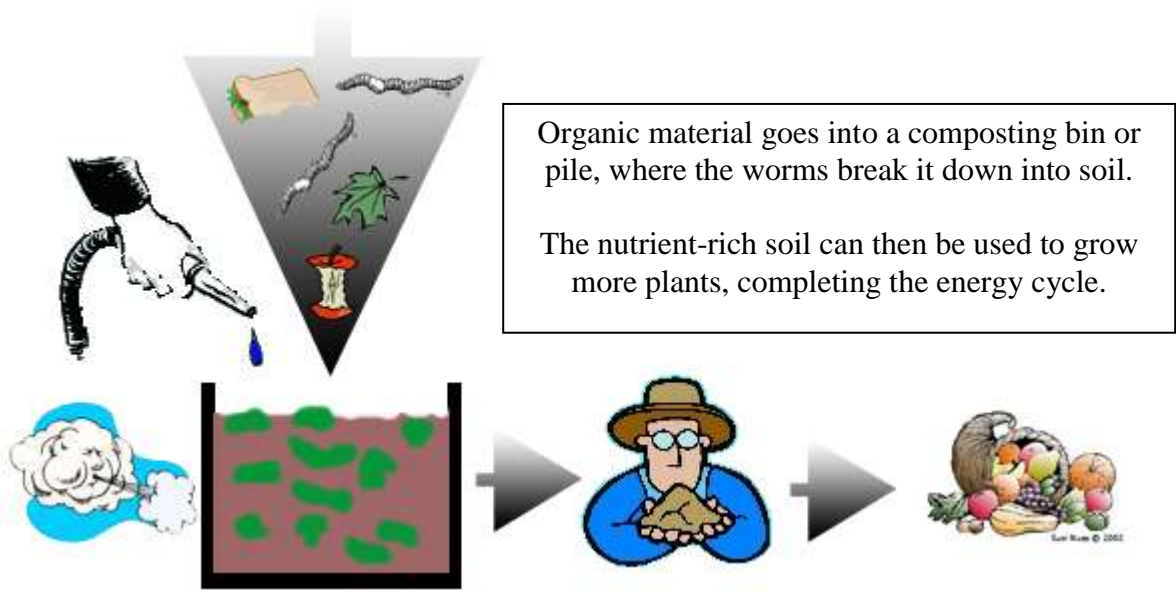 Organic material goes into a composting bin or
pile, where the worms break it down into soil.
The nutrient-rich soil can then be used to grow
more plants, completing the energy cycle.
© 2002